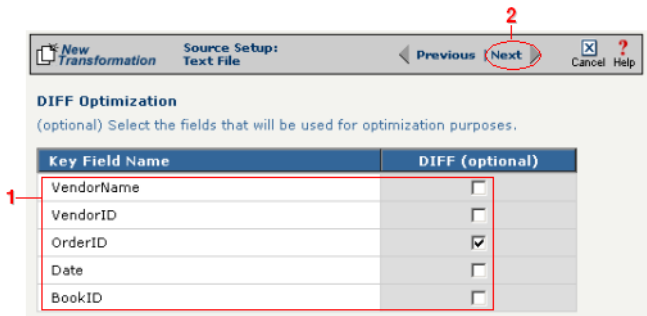 2
New Transformation
Source Setup: Text File
Previous | Next
Cancel Help
DIFF Optimization
(optional) Select the fields that will be used for optimization purposes.
Key Field Name DIFF (optional)
1
VendorName
VendorID
OrderID
Date
BookID